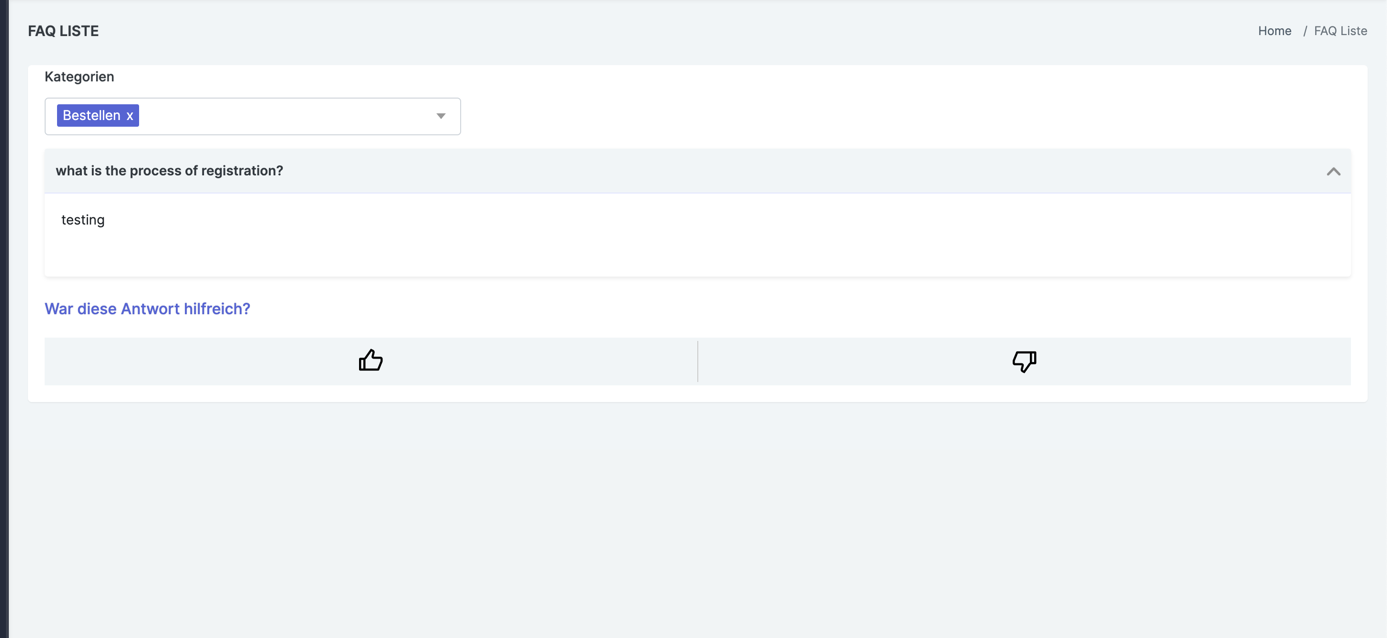 FAQ LISTE
Home / FAQ Liste
Kategorien
Bestellen x
what is the process of registration?
testing
War diese Antwort hilfreich?